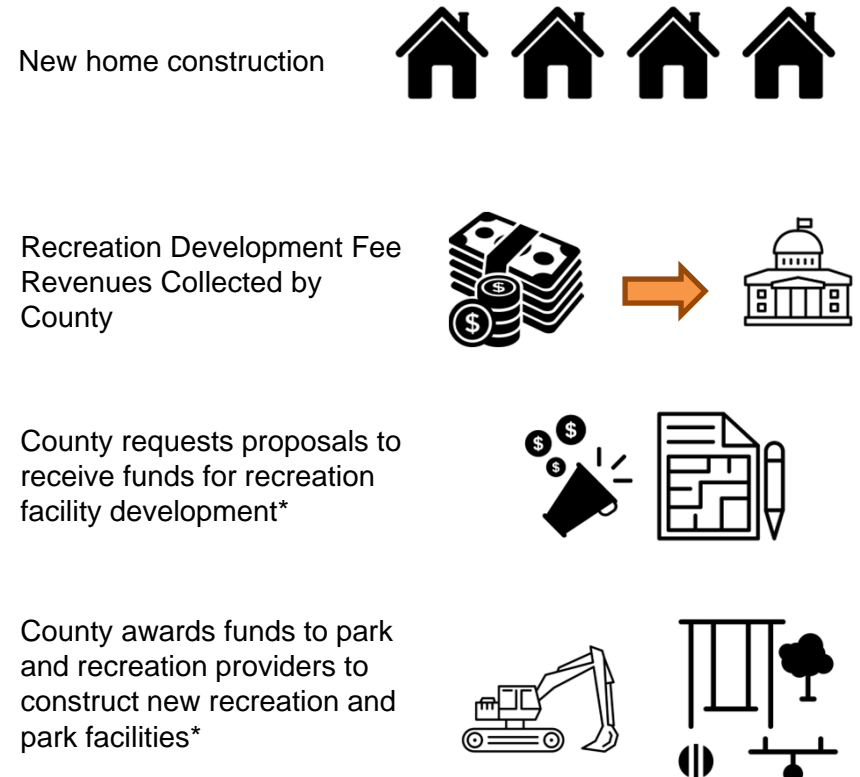 New home construction
Recreation Development Fee
Revenues Collected by
County
$
$
$ $
$
County requests proposals to
receive funds for recreation
facility development*
County awards funds to park
and recreation providers to
construct new recreation and
park facilities*